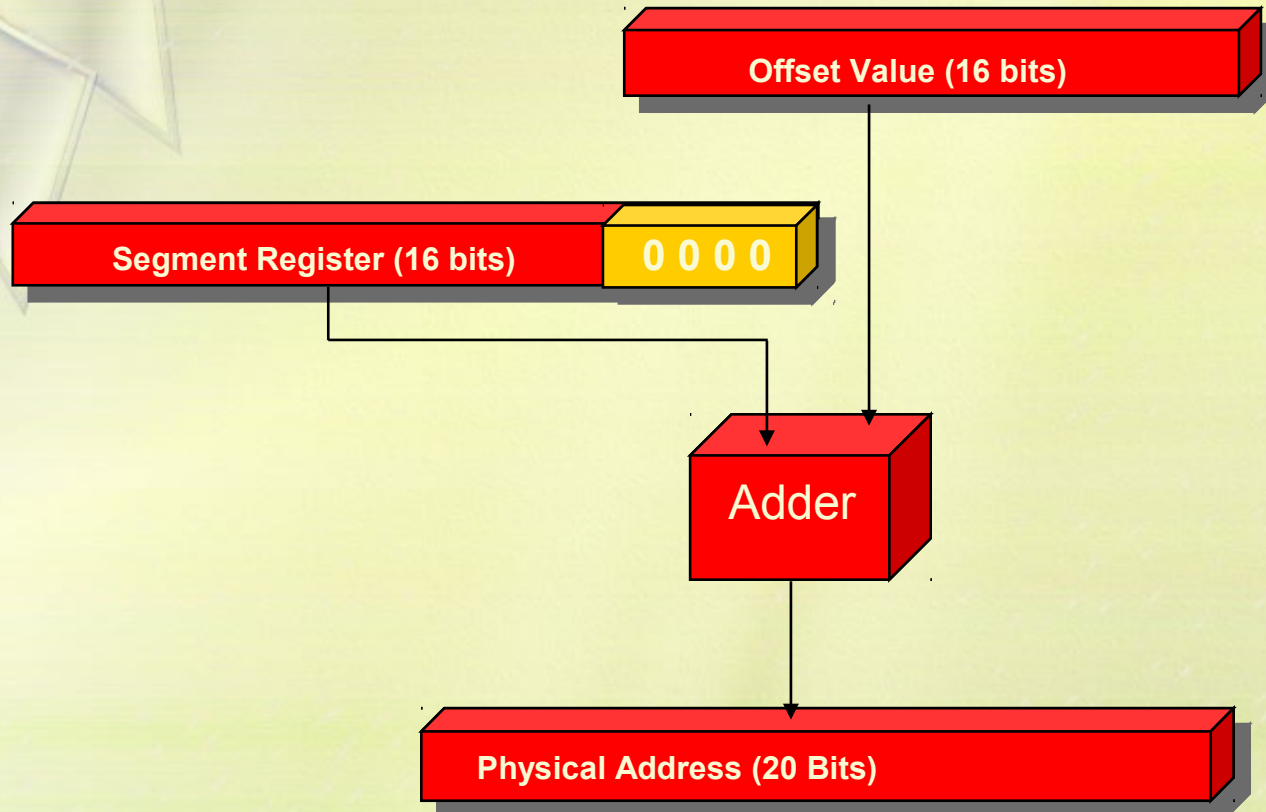 Offset Value (16 bits)
Segment Register (16 bits) 0 0 0 0
Adder
Physical Address (20 Bits)